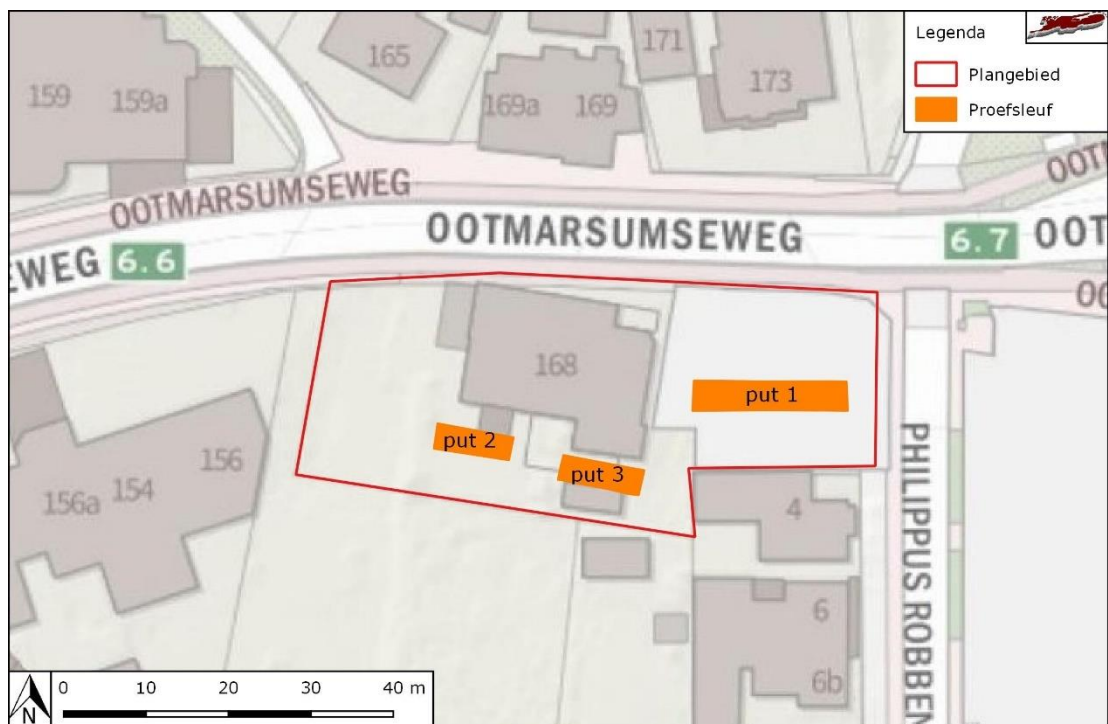 Legenda
Plangebied
Proefsleuf
165
171
173
159
159a
169a
169
OOTMARSUMSEWEG
OOTMARSUMSEWEG
6.7
OOT
OOT
EWEG
6.6
OG
168
put 1
put 2
put 3
156
154
156a
4
6
6b
PHILIPPUS ROBBEN
0 10 20 30 40 m
N